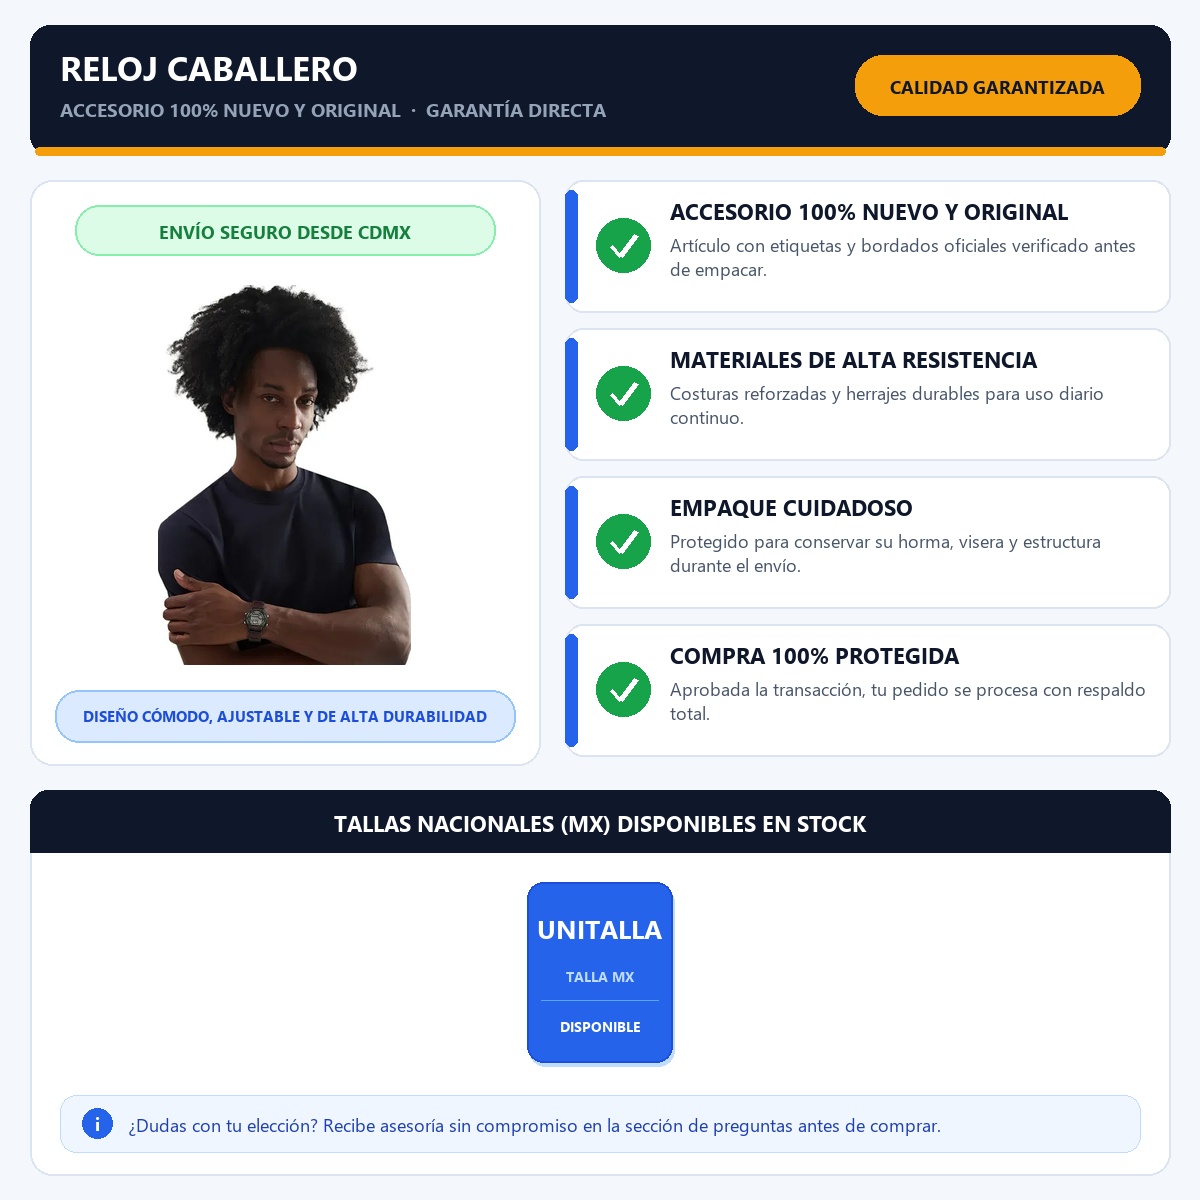 RELOJ CABALLERO
ACCESORIO 100% NUEVO Y ORIGINAL · GARANTÍA DIRECTA
CALIDAD GARANTIZADA
ENVÍO SEGURO DESDE CDMX
DISEÑO CÓMODO, AJUSTABLE Y DE ALTA DURABILIDAD
ACCESORIO 100% NUEVO Y ORIGINAL
Artículo con etiquetas y bordados oficiales verificado antes
de empacar.
MATERIALES DE ALTA RESISTENCIA
Costuras reforzadas y herrajes durables para uso diario
continuo.
EMPAQUE CUIDADOSO
Protegido para conservar su horma, visera y estructura
durante el envío.
COMPRA 100% PROTEGIDA
Aprobada la transacción, tu pedido se procesa con respaldo
total.
TALLAS NACIONALES (MX) DISPONIBLES EN STOCK
UNITALLA
TALLA MX
DISPONIBLE
¿Dudas con tu elección? Recibe asesoría sin compromiso en la sección de preguntas antes de comprar.